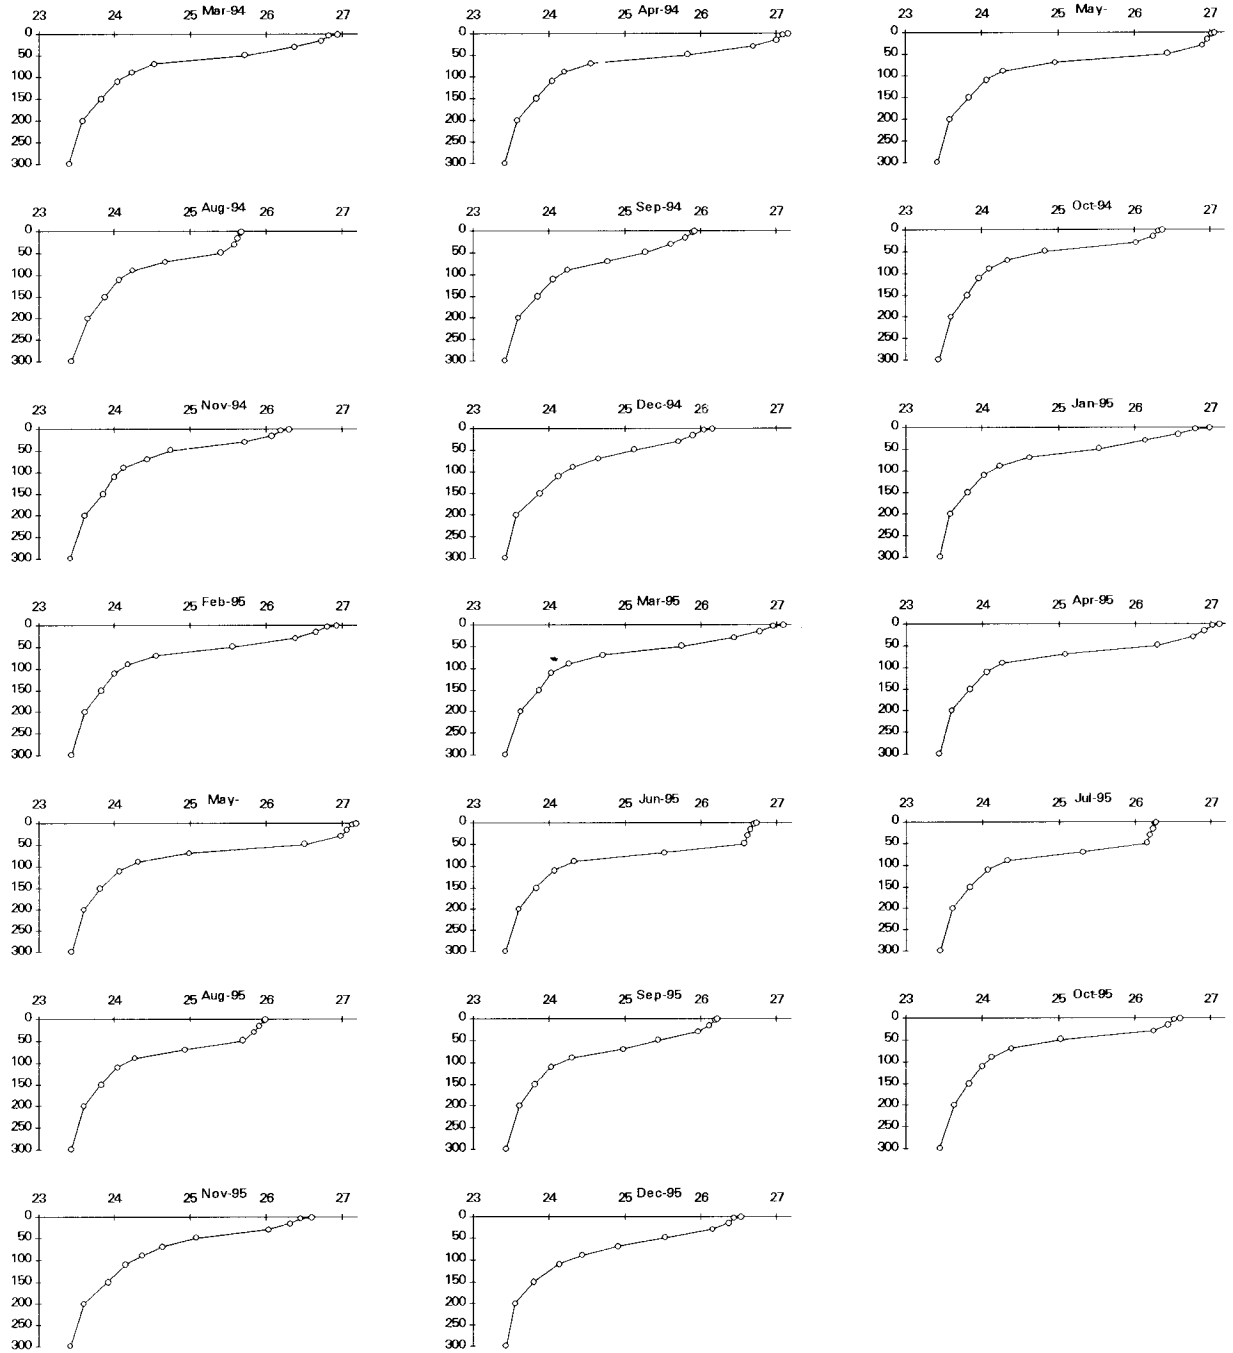 Mar-94 Apr-94 May-
23 24 25 26 27 23 24 25 26 27 23 24 25 26 27
0 0 0
50 50 50
100 100 100
150 150 150
200 200 200
250 250 250
300 300 300
Aug-94 Sep-94 Oct-94
23 24 25 26 27 23 24 25 26 27 23 24 25 26 27
0 0 0
50 50 50
100 100 100
150 150 150
200 200 200
250 250 250
300 300 300
Nov-94 Dec-94 Jan-95
23 24 25 26 27 23 24 25 26 27 23 24 25 26 27
0 0 0
50 50 50
100 100 100
150 150 150
200 200 200
250 250 250
300 300 300
Feb-95 Mar-95 Apr-95
23 24 25 26 27 23 24 25 26 27 23 24 25 26 27
0 0 0
50 50 50
100 100 100
150 150 150
200 200 200
250 250 250
300 300 300
May- Jun-95 Jul-95
23 24 25 26 27 23 24 25 26 27 23 24 25 26 27
0 0 0
50 50 50
100 100 100
150 150 150
200 200 200
250 250 250
300 300 300
Aug-95 Sep-95 Oct-95
23 24 25 26 27 23 24 25 26 27 23 24 25 26 27
0 0 0
50 50 50
100 100 100
150 150 150
200 200 200
250 250 250
300 300 300
Nov-95 Dec-95
23 24 25 26 27 23 24 25 26 27
0 0
50 50
100 100
150 150
200 200
250 250
300 300